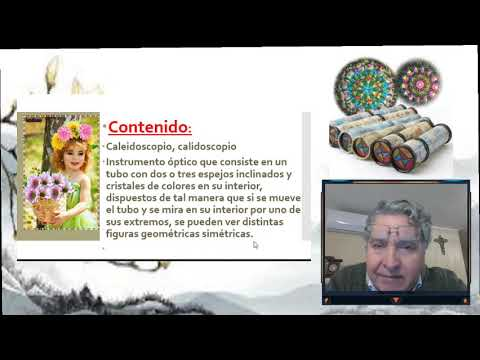 Contenido:
Caleidoscopio, calidoscopio
Instrumento óptico que consiste en un
tubo con dos o tres espejos inclinados y
cristales de colores en su interior,
dispuestos de tal manera que si se mueve
el tubo y se mira en su interior por uno de
sus extremos, se pueden ver distintas
figuras geométricas simétricas.